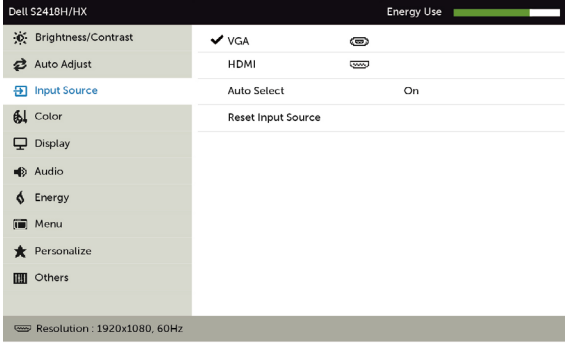 Dell S2418H/HX Energy Use
Brightness/Contrast
VGA
Auto Adjust
HDMI
Input Source
Auto Select On
Color
Reset Input Source
Display
Audio
Energy
Menu
Personalize
Others
Resolution : 1920x1080, 60Hz